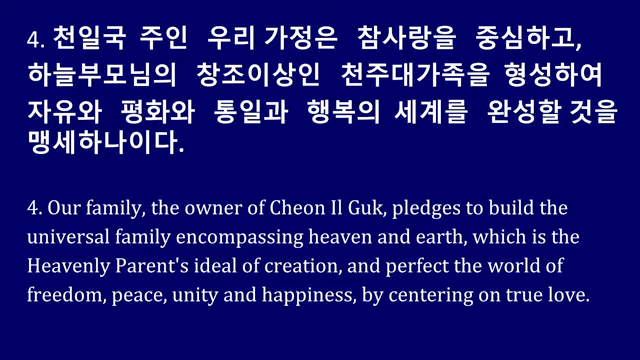 4. 천일국 주인 우리 가정은 참사랑을 중심하고,
하늘부모님의 창조이상인 천주대가족을 형성하여
자유와 평화와 통일과 행복의 세계를 완성할 것을
맹세하나이다.
4. Our family, the owner of Cheon Il Guk, pledges to build the
universal family encompassing heaven and earth, which is the
Heavenly Parent's ideal of creation, and perfect the world of
freedom, peace, unity and happiness, by centering on true love.